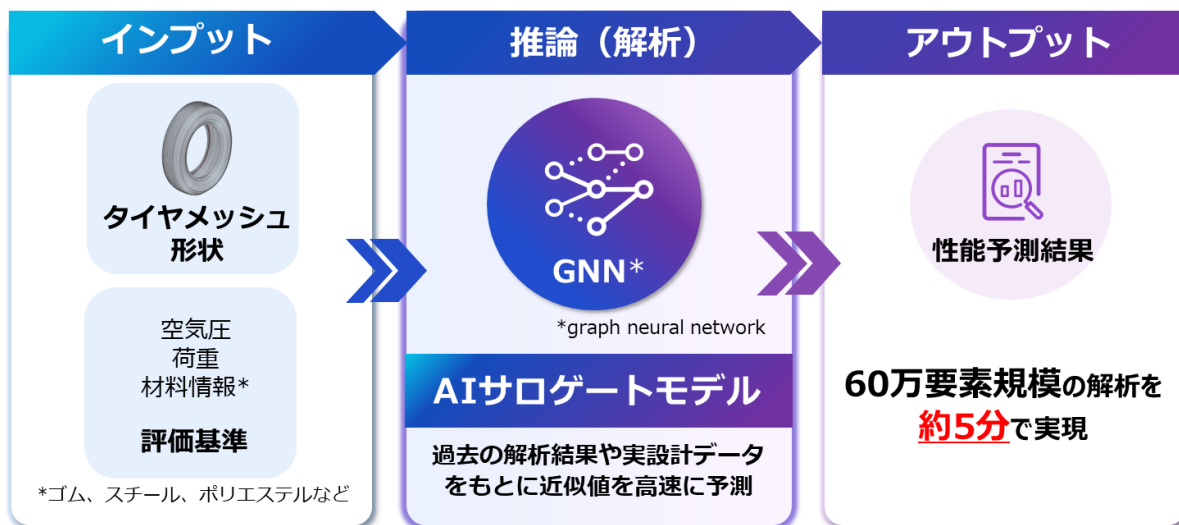 インプット
タイヤメッシュ
形状
空気圧
荷重
材料情報*
評価基準
*ゴム、スチール、ポリエステルなど
推論（解析）
GNN*
*graph neural network
AIサロゲートモデル
過去の解析結果や実設計データ
をもとに近似値を高速に予測
アウトプット
性能予測結果
60万要素規模の解析を
約5分で実現